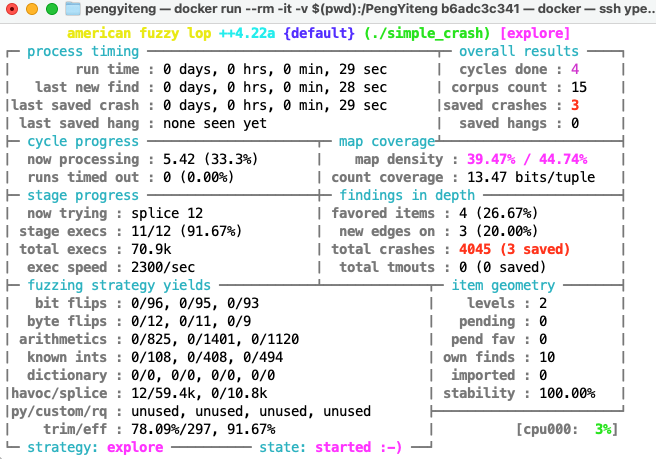 pengyiteng — docker run --rm -it -v $(pwd):/PengYiteng b6adc3c341 — docker — ssh ype...
american fuzzy lop ++4.22a {default} (./simple_crash) [explore]
process timing overall results
run time : 0 days, 0 hrs, 0 min, 29 sec cycles done : 4
last new find : 0 days, 0 hrs, 0 min, 28 sec corpus count : 15
last saved crash : 0 days, 0 hrs, 0 min, 29 sec saved crashes : 3
last saved hang : none seen yet saved hangs : 0
cycle progress map coverage
now processing : 5.42 (33.3%) map density : 39.47% / 44.74%
runs timed out : 0 (0.00%) count coverage : 13.47 bits/tuple
stage progress findings in depth
now trying : splice 12 favored items : 4 (26.67%)
stage execs : 11/12 (91.67%) new edges on : 3 (20.00%)
total execs : 70.9k total crashes : 4045 (3 saved)
exec speed : 2300/sec total tmouts : 0 (0 saved)
fuzzing strategy yields item geometry
bit flips : 0/96, 0/95, 0/93 levels : 2
byte flips : 0/12, 0/11, 0/9 pending : 0
arithmetics : 0/825, 0/1401, 0/1120 pend fav : 0
known ints : 0/108, 0/408, 0/494 own finds : 10
dictionary : 0/0, 0/0, 0/0, 0/0 imported : 0
havoc/splice : 12/59.4k, 0/10.8k stability : 100.00%
py/custom/rq : unused, unused, unused, unused
trim/eff : 78.09%/297, 91.67% [cpu000: 3%]
strategy: explore state: started :-)